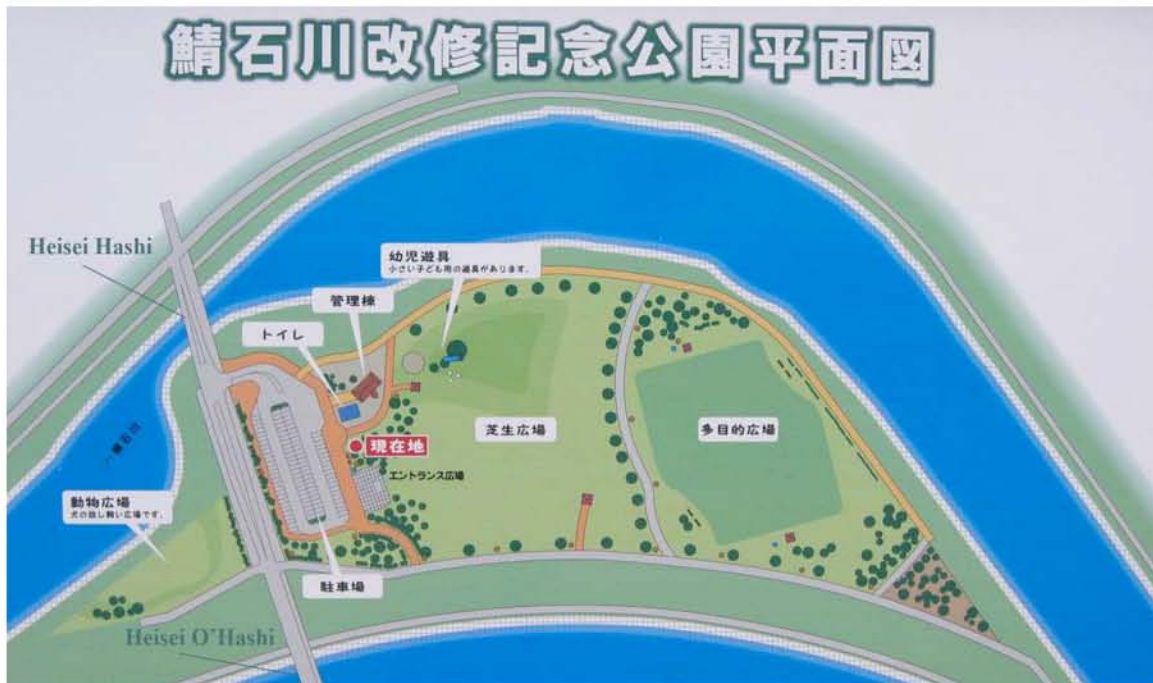 鯖石川改修記念公園平面図
Heisei Hashi
幼児遊具
小さい子ども用の遊具があります。
管理棟
トイレ
現在地
芝生広場
多目的広場
エントランス広場
動物広場
犬の放し飼い広場です。
駐車場
Heisei O'Hashi